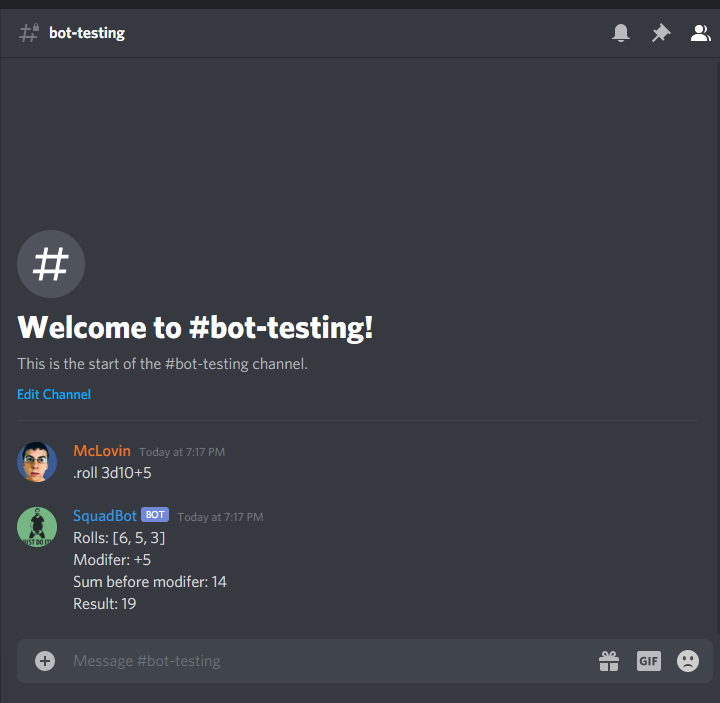 bot-testing
Welcome to #bot-testing!
This is the start of the #bot-testing channel.
Edit Channel
McLovin Today at 7:17 PM
.roll 3d10+5
SquadBot BOT Today at 7:17 PM
Rolls: [6, 5, 3]
Modifer: +5
Sum before modifer: 14
Result: 19
Message #bot-testing
GIF